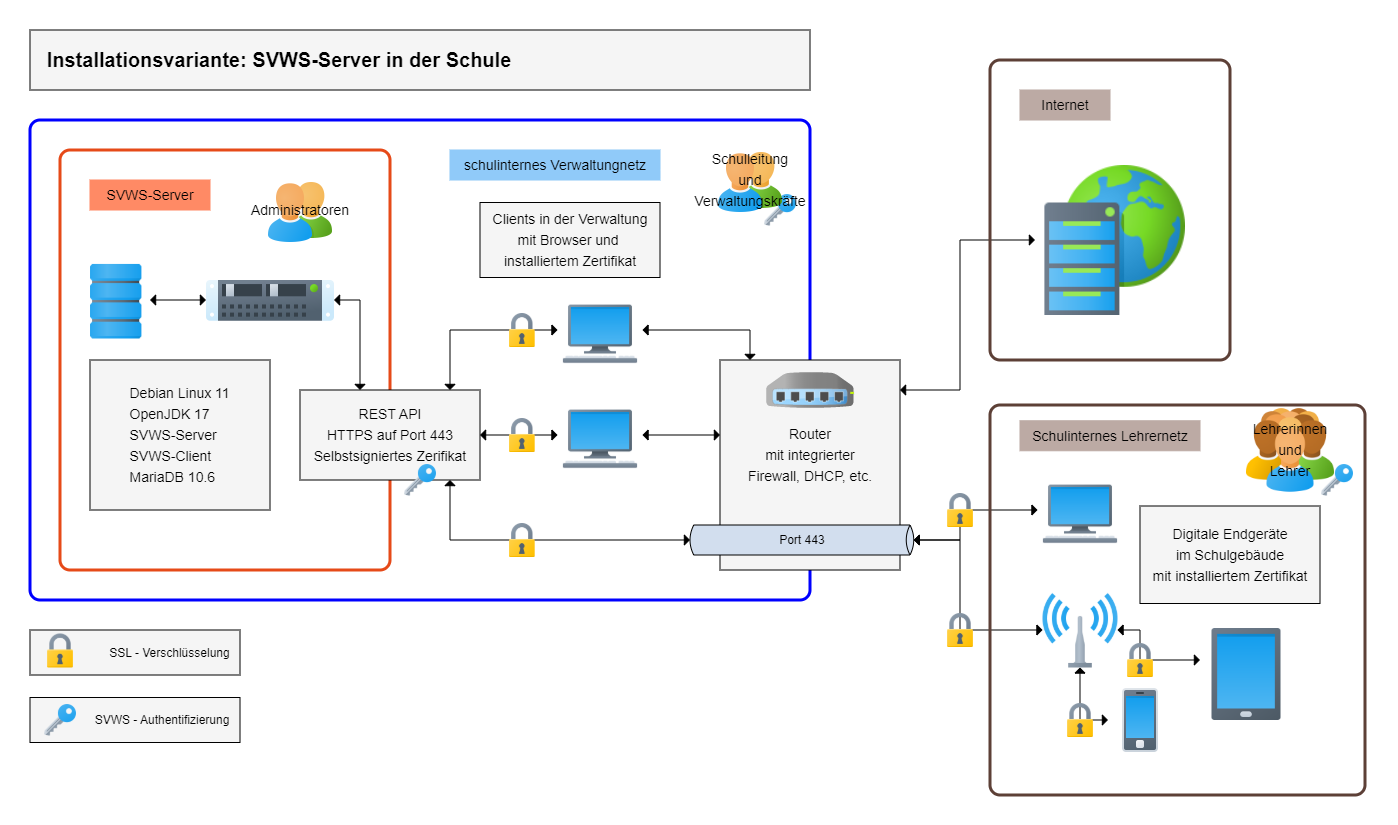 Installationsvariante: SVWS-Server in der Schule
SVWS-Server
Administratoren
Debian Linux 11
OpenJDK 17
SVWS-Server
SVWS-Client
MariaDB 10.6
REST API
HTTPS auf Port 443
Selbstsigniertes Zerifikat
schulinternes Verwaltungnetz
Schulleitung
und
Verwaltungskräfte
Clients in der Verwaltung
mit Browser und
installiertem Zertifikat
Router
mit integrierter
Firewall, DHCP, etc.
Port 443
Internet
Schulinternes Lehrernetz
Lehrerinnen
und
Lehrer
Digitale Endgeräte
im Schulgebäude
mit installiertem Zertifikat
SSL - Verschlüsselung
SVWS - Authentifizierung